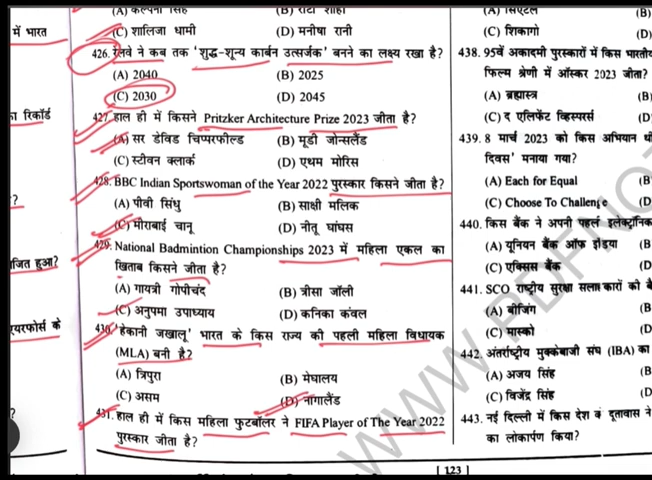 (A) कल्पना सिंह
(B) राटा शाहा
(C) शालिजा धामी
(D) मनीषा रानी
426. रेलवे ने कब तक 'शुद्ध-शून्य कार्बन उत्सर्जक' बनने का लक्ष्य रखा है?
(A) 2040
(B) 2025
(C) 2030
(D) 2045
427. हाल ही में किसने Pritzker Architecture Prize 2023 जीता है?
(A) सर डेविड चिप्परफील्ड
(B) मूडी जोन्सलैंड
(C) स्टीवन क्लार्क
(D) एथम मोरिस
428. BBC Indian Sportswoman of the Year 2022 पुरस्कार किसने जीता है?
(A) पीवी सिंधु
(B) साक्षी मलिक
(C) मीराबाई चानू
(D) नीतू घांघस
429. National Badmintion Championships 2023 में महिला एकल का
खिताब किसने जीता है?
(A) गायत्री गोपीचंद
(B) त्रीसा जॉली
(C) अनुपमा उपाध्याय
(D) कनिका कंवल
430. 'हेकानी जखालू' भारत के किस राज्य की पहली महिला विधायक
(MLA) बनी है?
(A) त्रिपुरा
(B) मेघालय
(C) असम
(D) नागालैंड
431. हाल ही में किस महिला फुटबॉलर ने FIFA Player of The Year 2022
पुरस्कार जीता है?
में भारत
का रिकॉर्ड
?
जित हुआ?
एयरफोर्स के
?
(A) सिएटल
(B)
(C) शिकागो
(D)
438. 95वें अकादमी पुरस्कारों में किस भारतीय
फिल्म श्रेणी में ऑस्कर 2023 जीता?
(A) ब्रह्मास्त्र
(B)
(C) द एलिफेंट व्हिस्परर्स
(D
439. 8 मार्च 2023 को किस अभियान थी
दिवस' मनाया गया?
(A) Each for Equal
(B
(C) Choose To Challenge
(D
440. किस बैंक ने अपनी पहली इलेक्ट्रॉनिक
(A) यूनियन बैंक ऑफ इंडिया
(B
(C) एक्सिस बैंक
(D
441. SCO राष्ट्रीय सुरक्षा सलाहकारों की बै
(A) बीजिंग
(B
(C) मास्को
(D
442. अंतर्राष्ट्रीय मुक्केबाजी संघ (IBA) का
(A) अजय सिंह
(B
(C) विजेंद्र सिंह
(D
443. नई दिल्ली में किस देश के दूतावास ने
का लोकार्पण किया?
WWW.PDFNOT
[ 123 ]